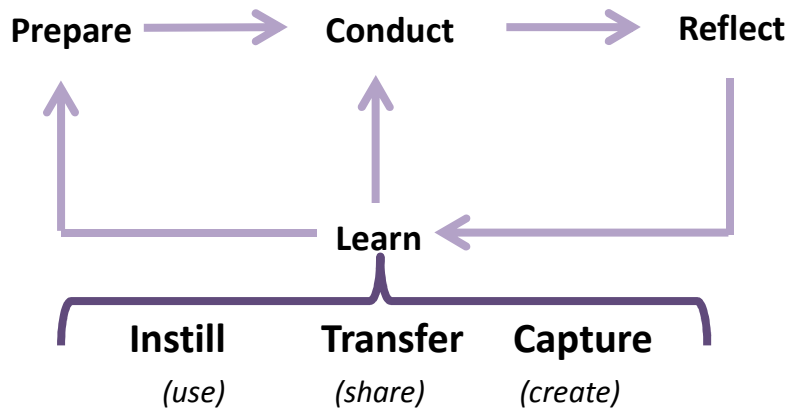 Prepare Conduct Reflect
Learn
Instill Transfer Capture
(use) (share) (create)